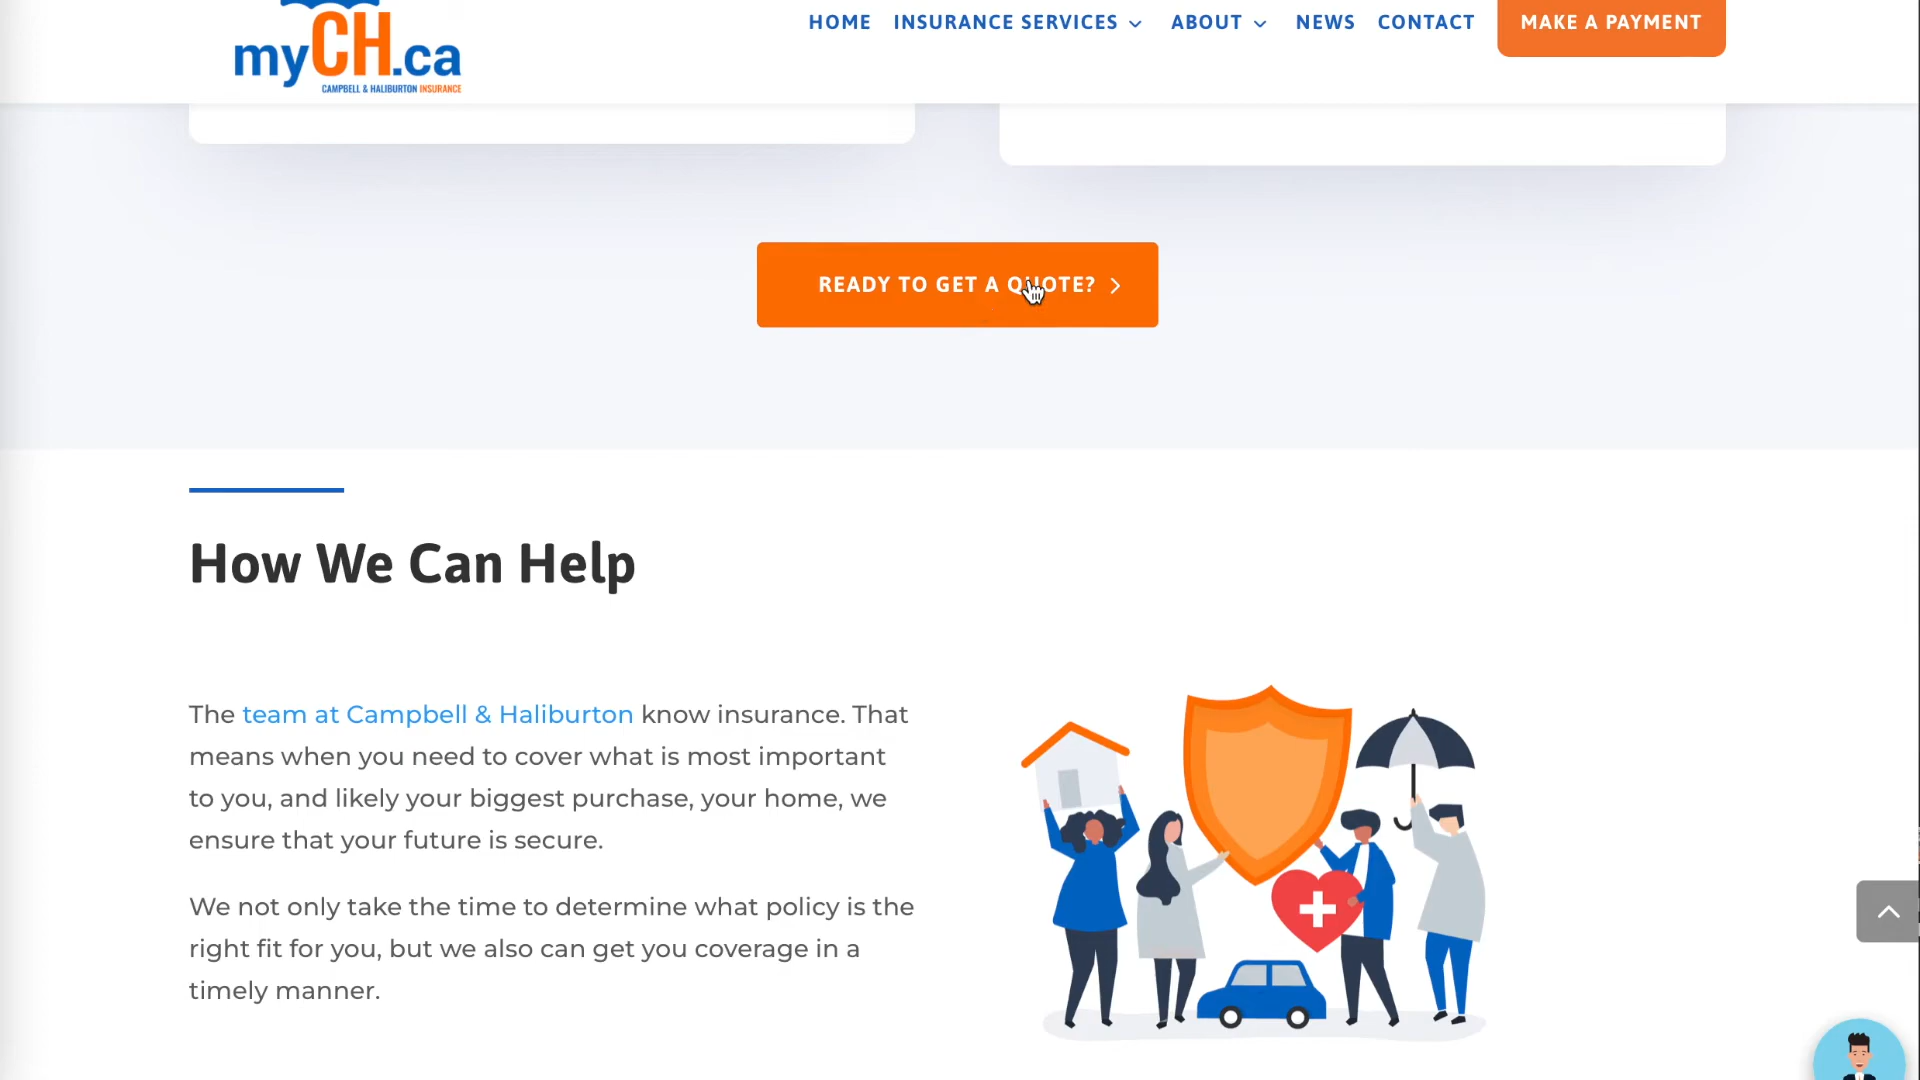 myCH.ca
CAMPBELL & HALIBURTON INSURANCE
HOME INSURANCE SERVICES ABOUT NEWS CONTACT MAKE A PAYMENT
READY TO GET A QUOTE?
How We Can Help
The team at Campbell & Haliburton know insurance. That
means when you need to cover what is most important
to you, and likely your biggest purchase, your home, we
ensure that your future is secure.
We not only take the time to determine what policy is the
right fit for you, but we also can get you coverage in a
timely manner.